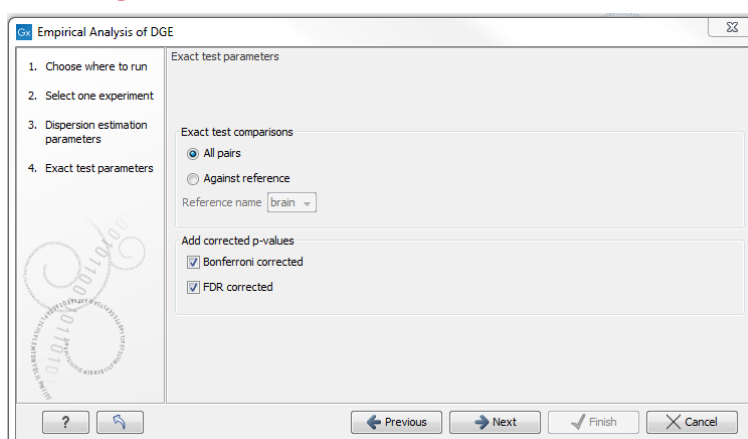 Gx Empirical Analysis of DGE
1. Choose where to run
2. Select one experiment
3. Dispersion estimation
parameters
4. Exact test parameters
Exact test parameters
Exact test comparisons
All pairs
Against reference
Reference name brain
Add corrected p-values
Bonferroni corrected
FDR corrected
? Previous Next Finish Cancel